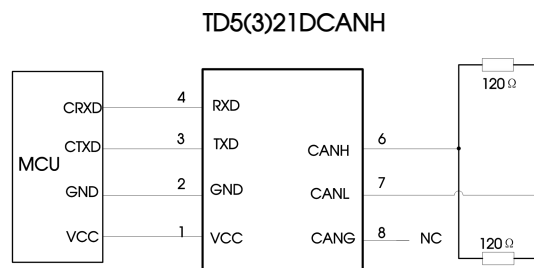 TD5(3)21DCANH
120Ω
CRXD 4 RXD
CTXD 3 TXD
CANH 6
MCU
GND 2 GND
CANL 7
VCC 1 VCC
CANG 8 NC
120Ω